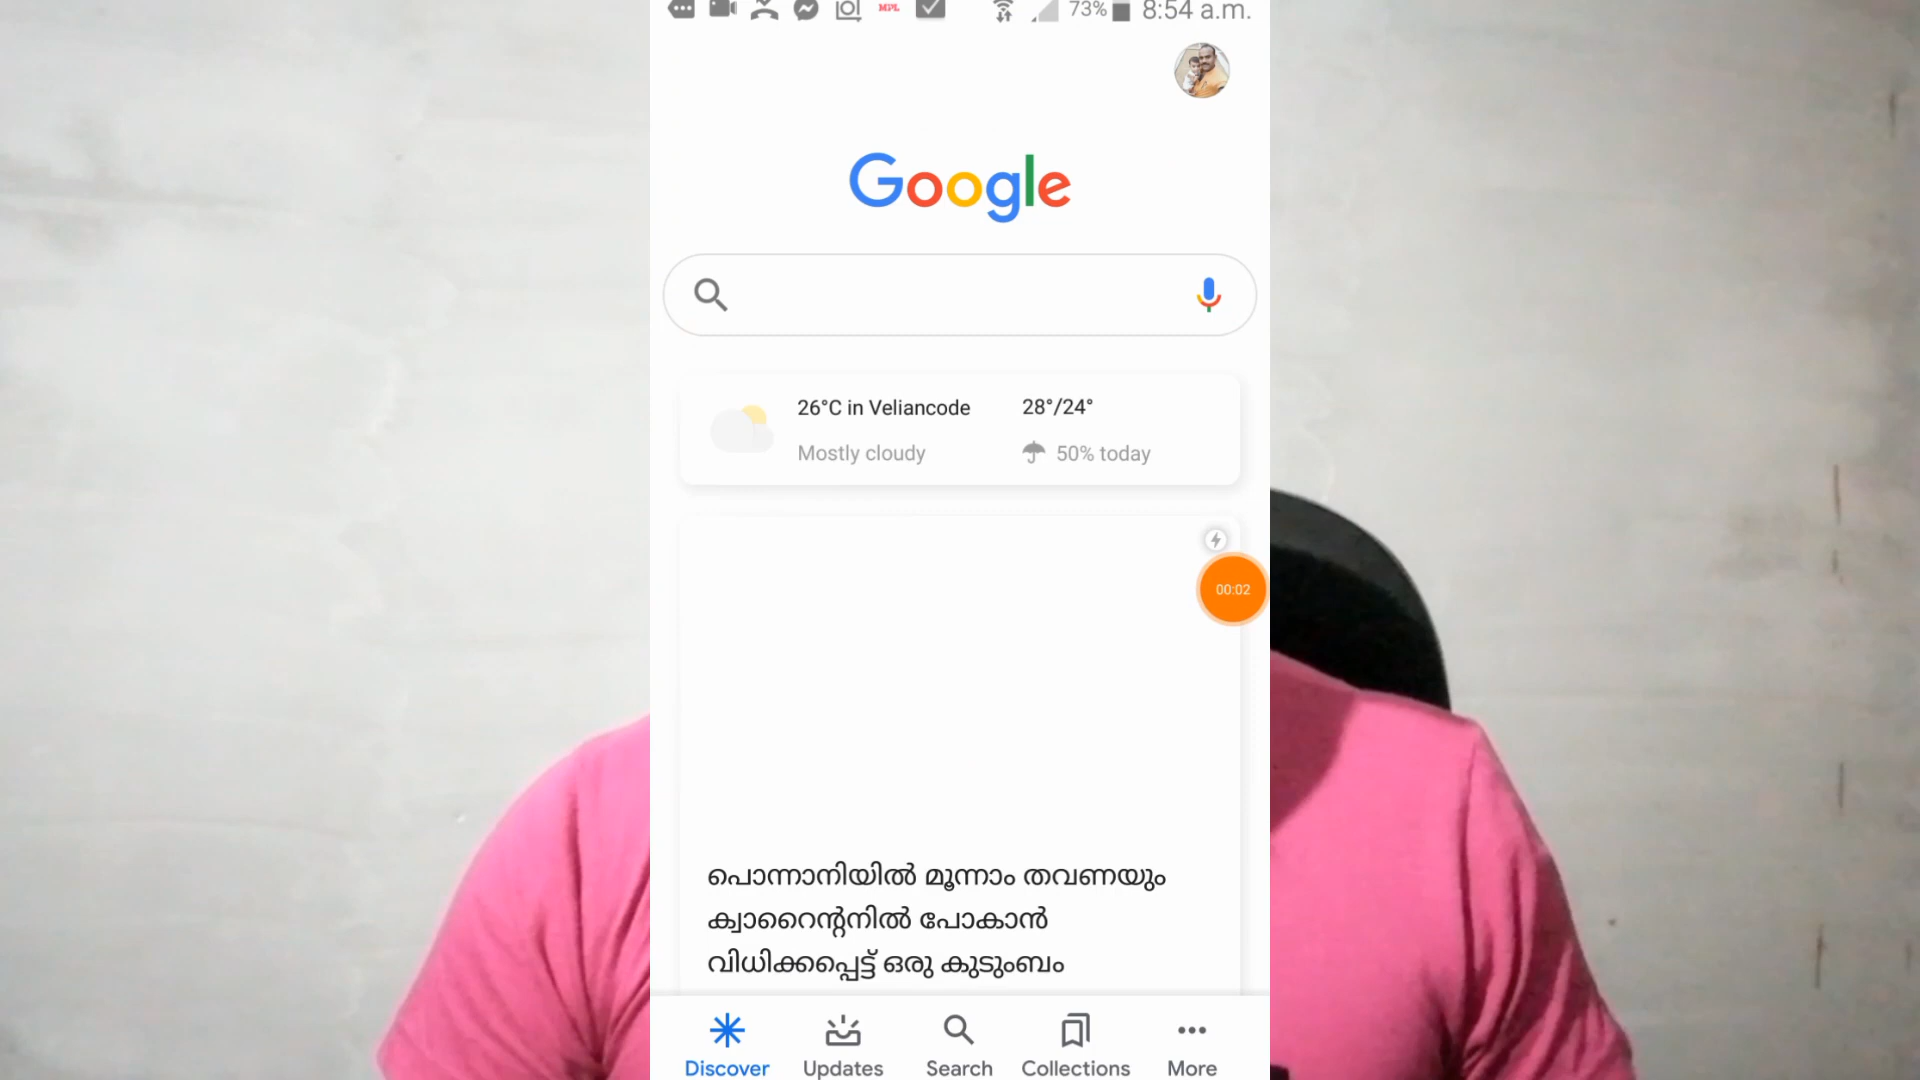 MPL 73% 8:54 a.m.
Google
26°C in Veliancode 28°/24°
Mostly cloudy 50% today
00:02
പൊന്നാനിയിൽ മൂന്നാം തവണയും
ക്വാറൈന്റനിൽ പോകാൻ
വിധിക്കപ്പെട്ട് ഒരു കുടുംബം
Discover Updates Search Collections More